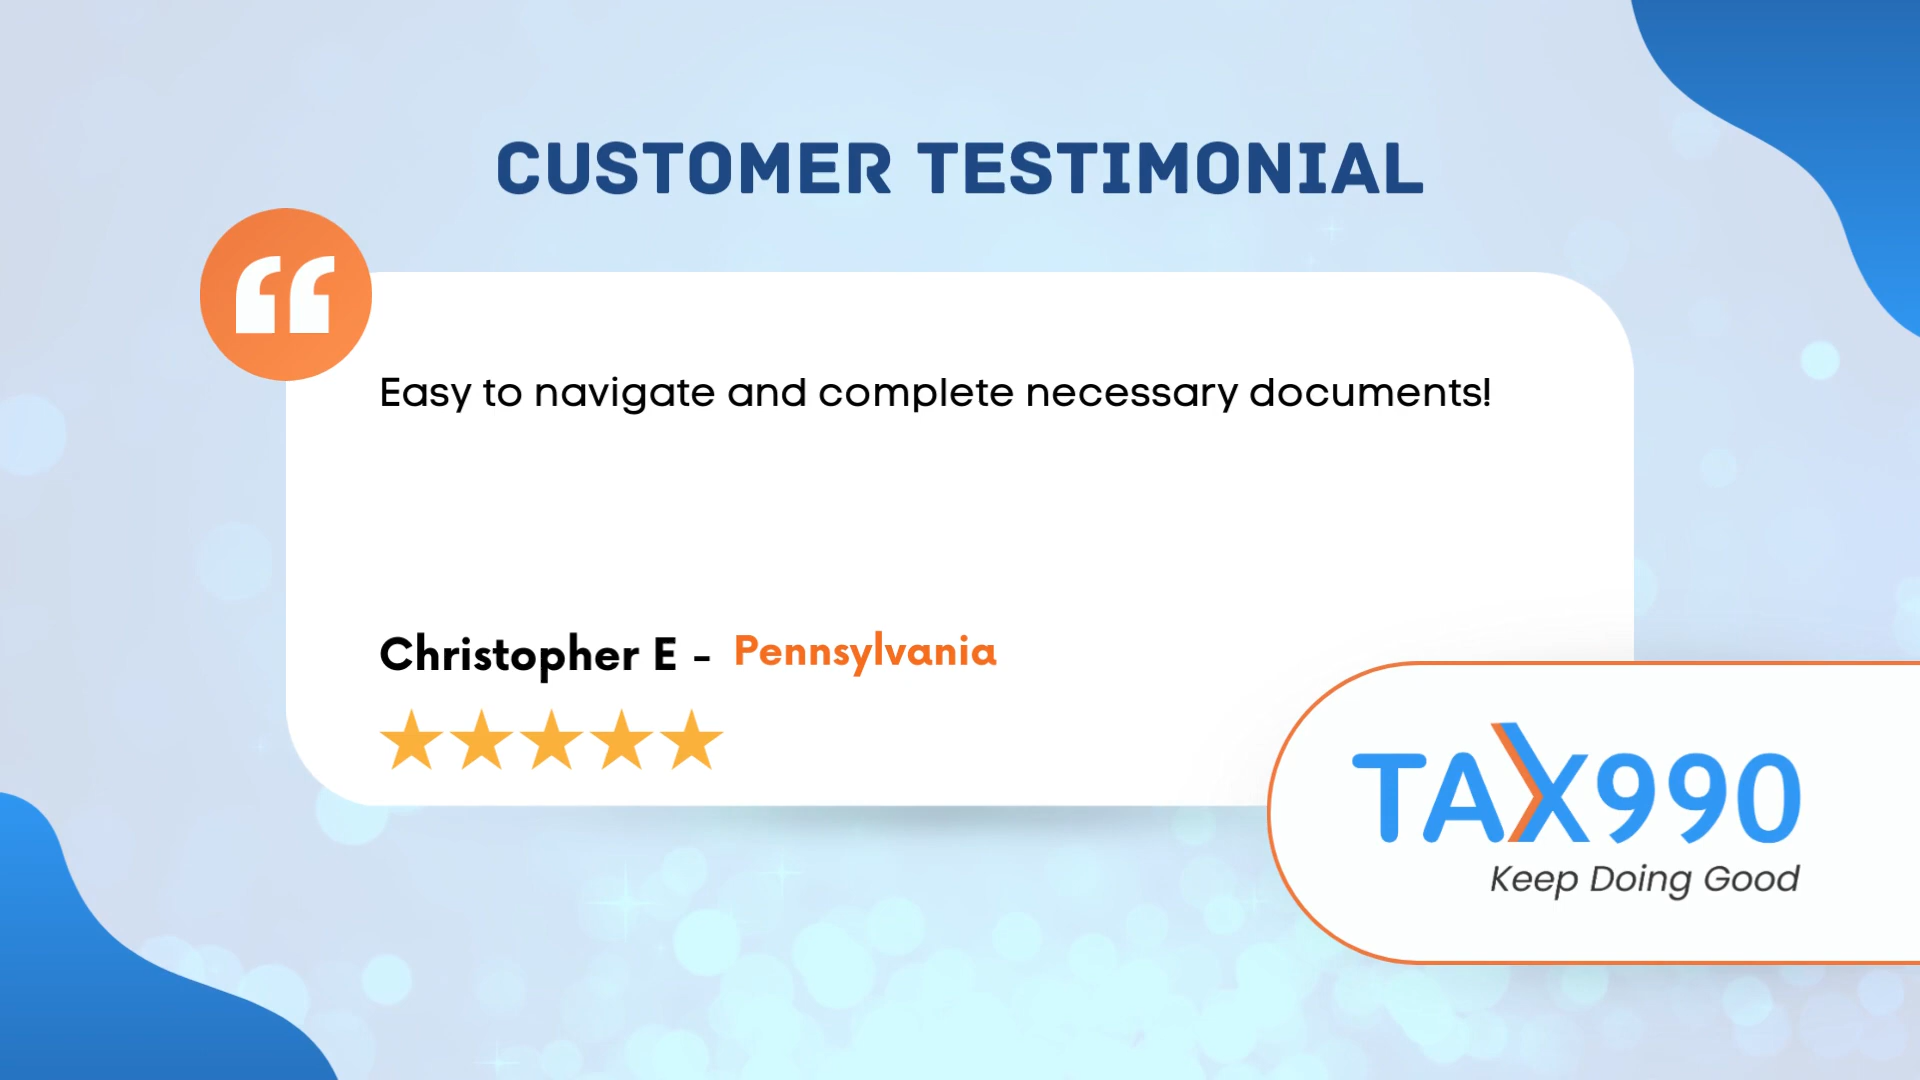 CUSTOMER TESTIMONIAL
Easy to navigate and complete necessary documents!
Christopher E - Pennsylvania
TAX990
Keep Doing Good